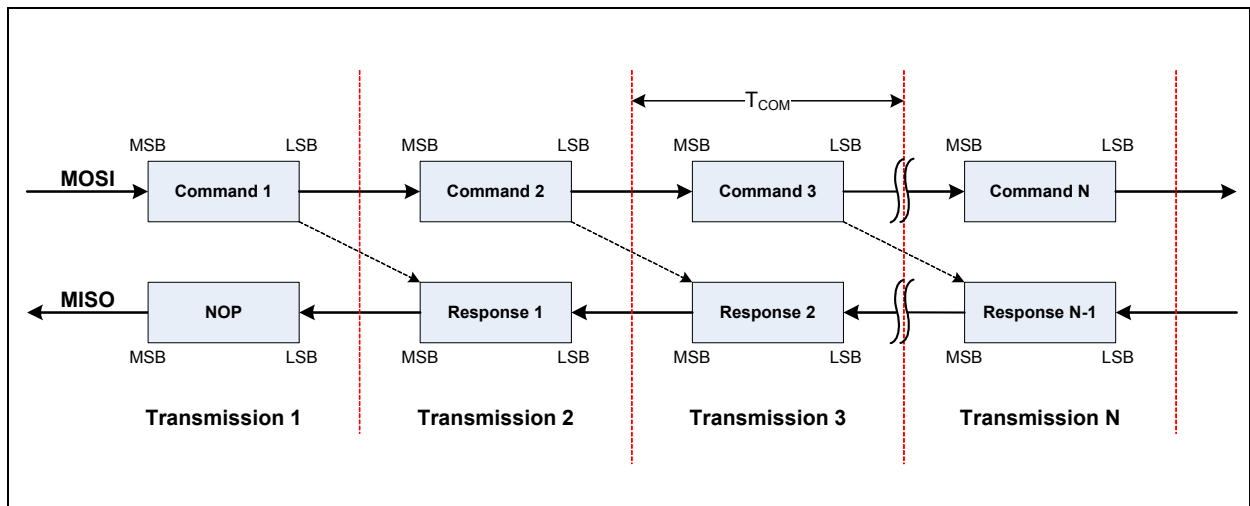 T_COM
MSB LSB MSB LSB MSB LSB MSB LSB
MOSI Command 1 Command 2 Command 3 Command N
MISO NOP Response 1 Response 2 Response N-1
MSB LSB MSB LSB MSB LSB MSB LSB
Transmission 1 Transmission 2 Transmission 3 Transmission N